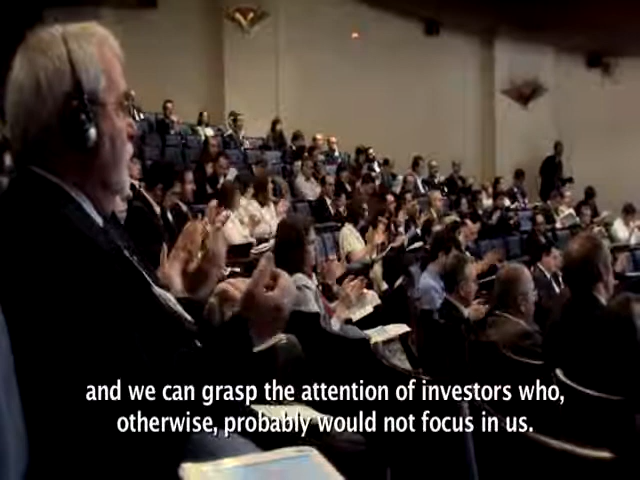 and we can grasp the attention of investors who,
otherwise, probably would not focus in us.